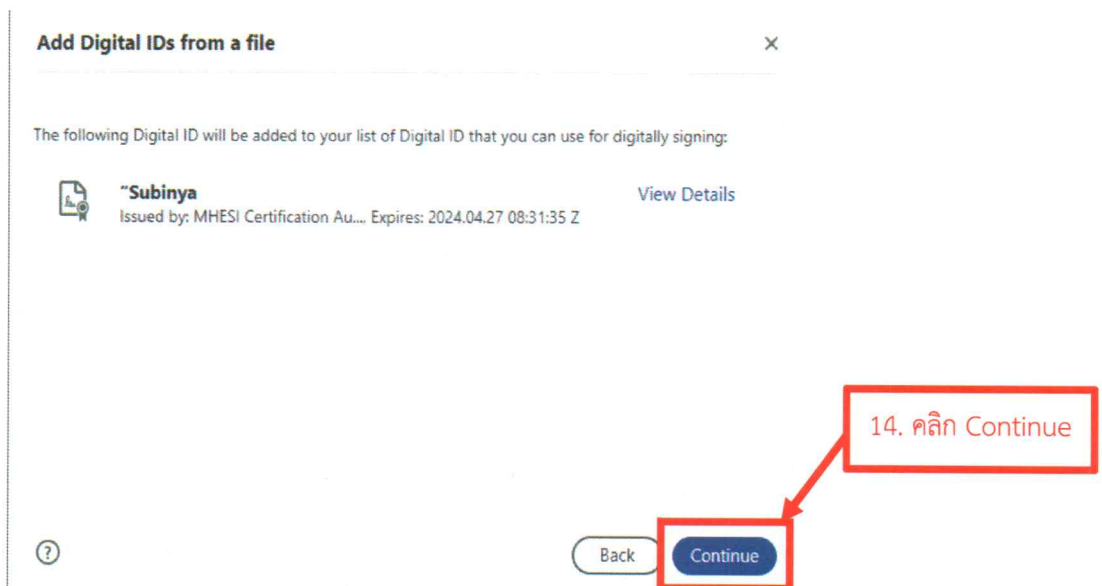 Add Digital IDs from a file
The following Digital ID will be added to your list of Digital ID that you can use for digitally signing:
"Subinya
View Details
Issued by: MHESI Certification Au..., Expires: 2024.04.27 08:31:35 Z
14. คลิก Continue
Back
Continue